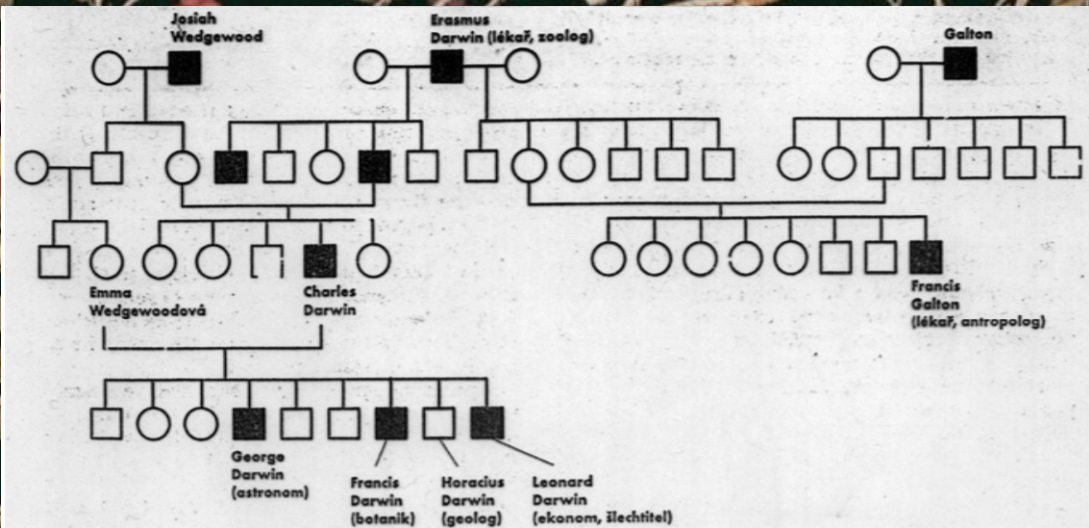 Josiah
Wedgewood
Erasmus
Darwin (lékař, zoolog)
Galton
Emma
Wedgewoodová
Charles
Darwin
Francis
Galton
(lékař, antropolog)
George
Darwin
(astronom)
Francis
Darwin
(botanik)
Horacius
Darwin
(geolog)
Leonard
Darwin
(ekonom, šlechtitel)